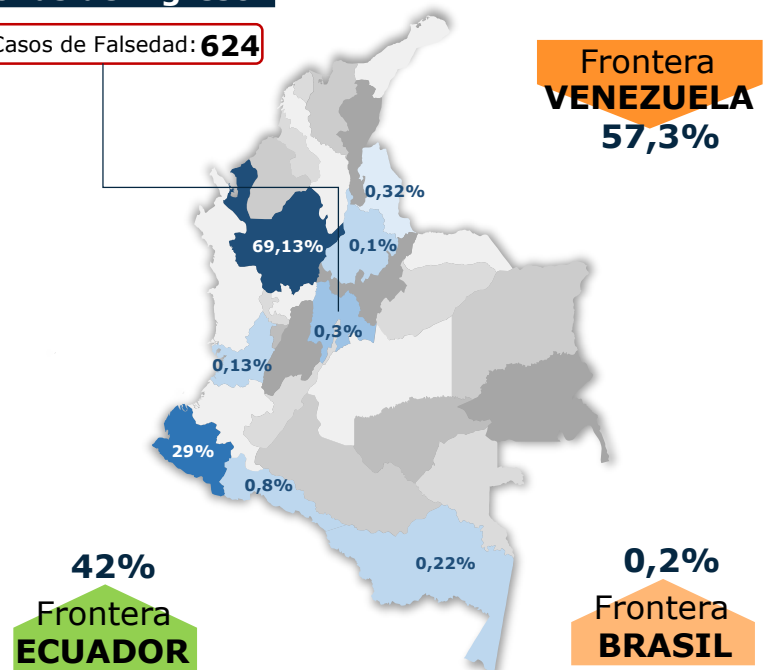 Casos de Falsedad: 624
Frontera
VENEZUELA
57,3%
0,32%
69,13%
0,1%
0,3%
0,13%
29%
0,8%
0,22%
42%
Frontera
ECUADOR
0,2%
Frontera
BRASIL